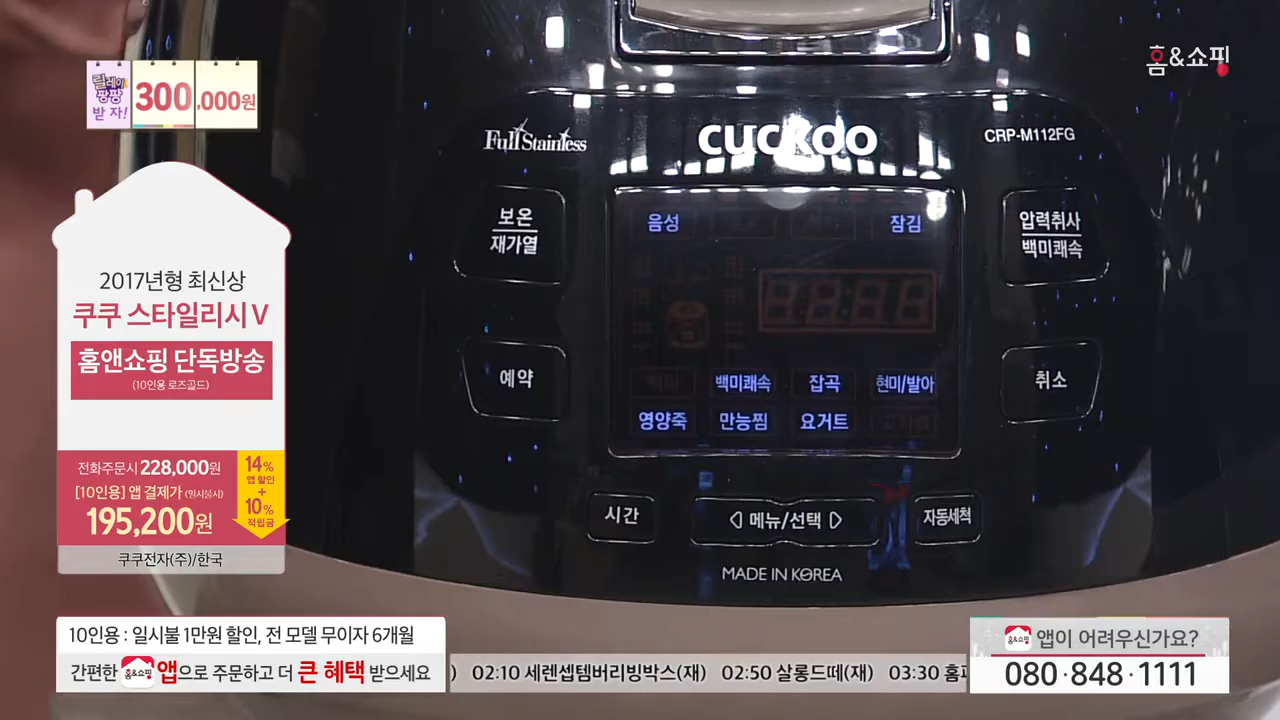 홈&쇼핑
릴레이
팡팡
받자!
300,000원
Full Stainless
cuckoo
CRP-M112FG
보온
재가열
음성
잠김
압력취사
백미쾌속
예약
백미쾌속 잡곡 현미/발아
영양죽 만능찜 요거트
취소
시간
메뉴/선택
자동세척
MADE IN KOREA
2017년형 최신상
쿠쿠 스타일리시 V
홈앤쇼핑 단독방송
(10인용 로즈골드)
전화주문시 228,000원
[10인용] 앱 결제가 (일시불시)
195,200원
14%
앱 할인
+
10%
적립금
쿠쿠전자(주)/한국
10인용 : 일시불 1만원 할인, 전 모델 무이자 6개월
간편한 홈&쇼핑 앱으로 주문하고 더 큰 혜택 받으세요
) 02:10 세렌셉템버리빙박스(재) 02:50 살롱드떼(재) 03:30 홈
홈&쇼핑 앱이 어려우신가요?
080·848·1111